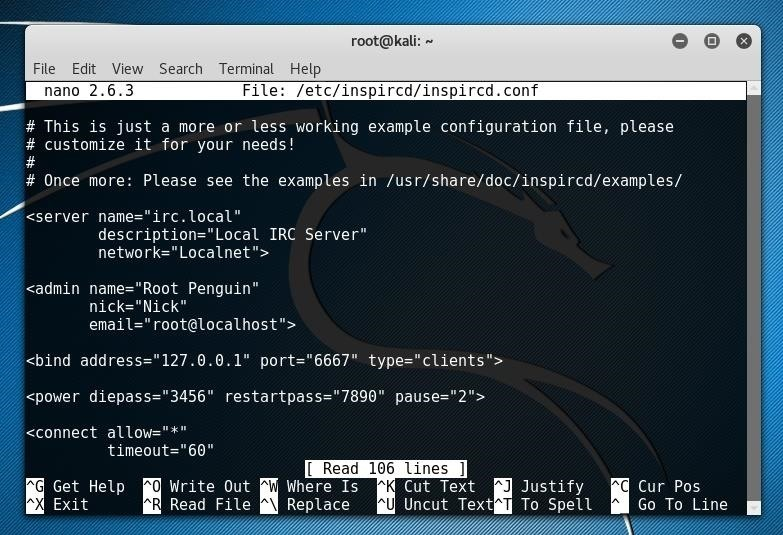 root@kali: ~
File Edit View Search Terminal Help
nano 2.6.3 File: /etc/inspircd/inspircd.conf
# This is just a more or less working example configuration file, please
# customize it for your needs!
#
# Once more: Please see the examples in /usr/share/doc/inspircd/examples/
<server name="irc.local"
description="Local IRC Server"
network="Localnet">
<admin name="Root Penguin"
nick="Nick"
email="root@localhost">
<bind address="127.0.0.1" port="6667" type="clients">
<power diepass="3456" restartpass="7890" pause="2">
<connect allow="*"
timeout="60"
[ Read 106 lines ]
^G Get Help ^O Write Out ^W Where Is ^K Cut Text ^J Justify ^C Cur Pos
^X Exit ^R Read File ^\ Replace ^U Uncut Text ^T To Spell ^_ Go To Line